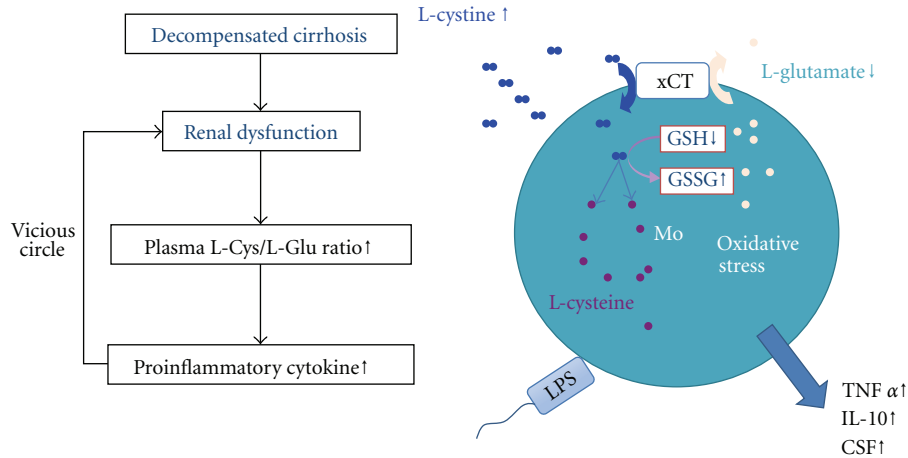 Decompensated cirrhosis
Renal dysfunction
Vicious
circle
Plasma L-Cys/L-Glu ratio↑
Proinflammatory cytokine↑
L-cystine ↑
xCT
L-glutamate↓
GSH↓
GSSG↑
Mo
Oxidative
stress
L-cysteine
LPS
TNF α↑
IL-10↑
CSF↑